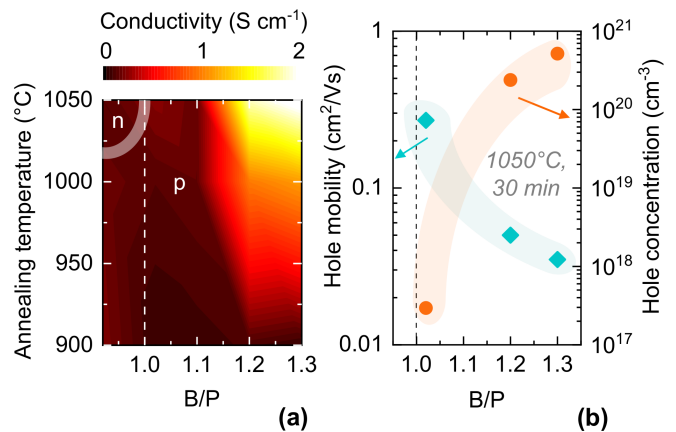 Conductivity (S cm⁻¹)
0 1 2
Annealing temperature (°C)
1050
1000
950
900
n
p
1.0 1.1 1.2 1.3
B/P
(a)
Hole mobility (cm²/Vs)
1
0.1
0.01
1050°C,
30 min
10²¹
10²⁰
10¹⁹
10¹⁸
10¹⁷
Hole concentration (cm⁻³)
1.0 1.1 1.2 1.3
B/P
(b)